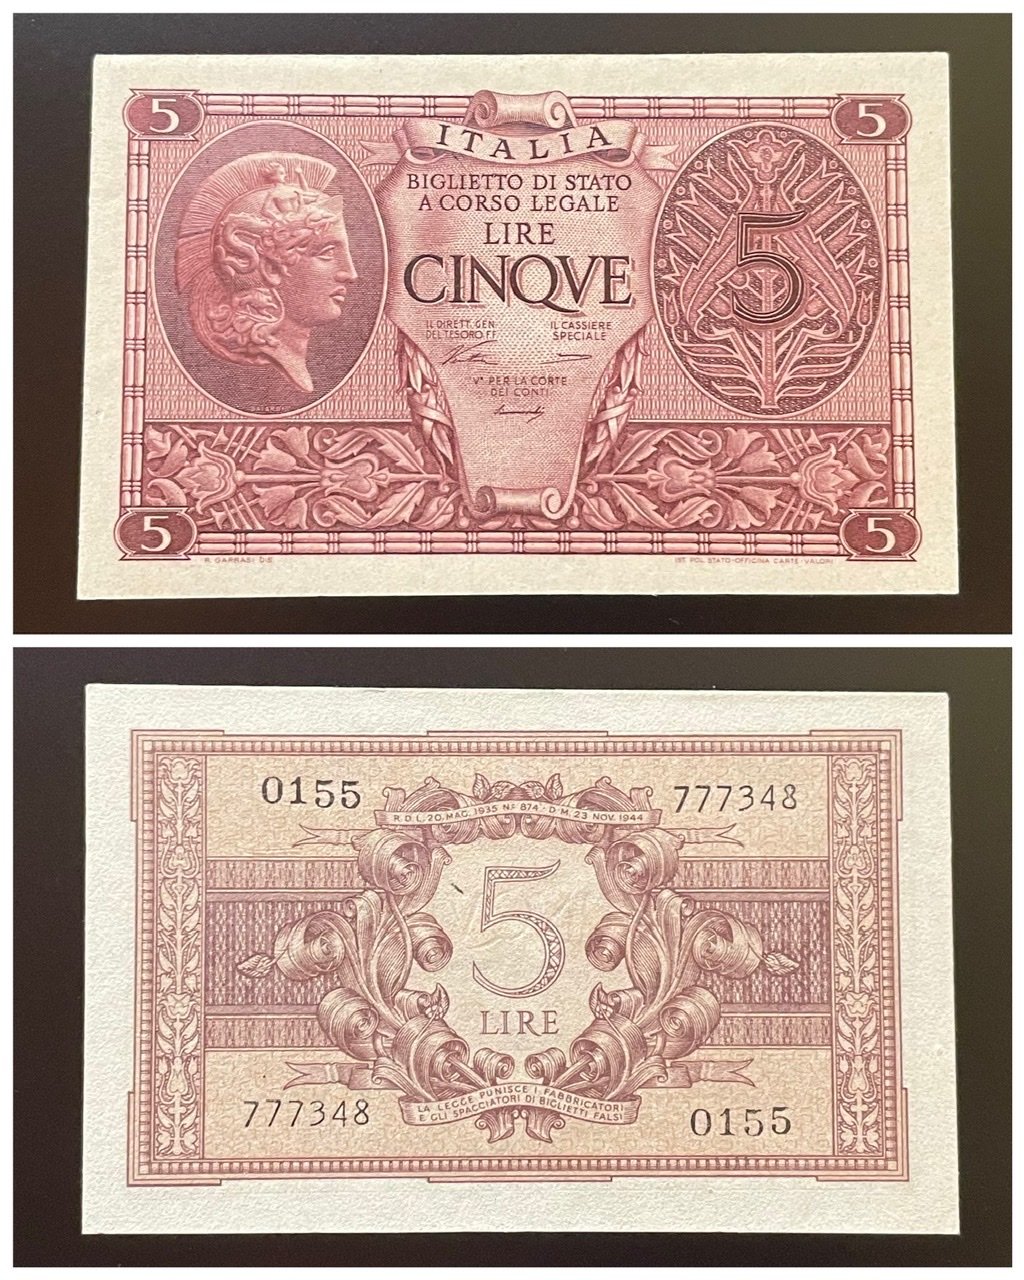 5
5
ITALIA
BIGLIETTO DI STATO
A CORSO LEGALE
LIRE
CINQVE
5
IL DIRETT. GEN.
DEL TESORO FF.
IL CASSIERE
SPECIALE
Vº PER LA CORTE
DEI CONTI
5
5
R. GARRASI DIS.
IST. POL. STATO-OFFICINA CARTE-VALORI
0155
777348
R.D.L. 20. MAG. 1935 Nº 874 · D·M. 23 NOV. 1944
5
LIRE
LA LEGGE PUNISCE I FABBRICATORI
E GLI SPACCIATORI DI BIGLIETTI FALSI
777348
0155